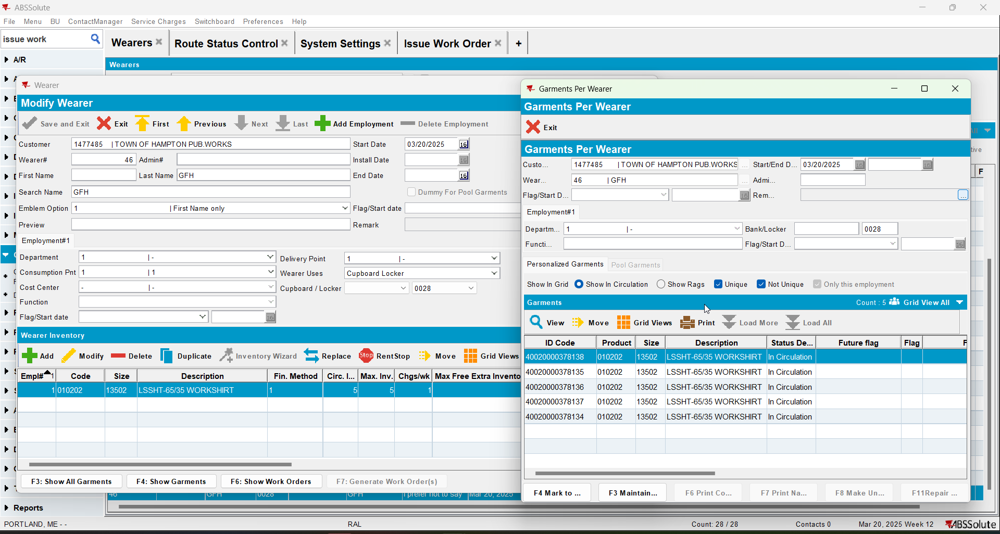 ABSSolute
File Menu BU ContactManager Service Charges Switchboard Preferences Help
issue work
Wearers Route Status Control System Settings Issue Work Order +
A/R
Wearers
Wearer
Modify Wearer
Save and Exit Exit First Previous Next Last Add Employment Delete Employment
Customer 1477485 | TOWN OF HAMPTON PUB.WORKS Start Date 03/20/2025
Wearer# 46 Admin# Install Date
First Name Last Name GFH End Date
Search Name GFH Dummy For Pool Garments
Emblem Option 1 | First Name only Flag/Start date
Preview Remark
Employment#1
Department 1 | - Delivery Point 1 | -
Consumption Pnt 1 | 1 Wearer Uses Cupboard Locker
Cost Center - | - Cupboard / Locker 0028
Function
Flag/Start date
Wearer Inventory
Add Modify Delete Duplicate Inventory Wizard Replace RentStop Move Grid Views
Empl# 1 Code Size Description Fin. Method Circ. I... Max. Inv. Chgs/wk Max Free Extra Invento
1 010202 13502 LSSHT-65/35 WORKSHIRT 1 5 5 1
F3: Show All Garments F4: Show Garments F6: Show Work Orders F7: Generate Work Order(s)
46 GFH 0028 GFH I prefer not to say Mar 20, 2025
Reports
Garments Per Wearer
Garments Per Wearer
Exit
Garments Per Wearer
Custo... 1477485 | TOWN OF HAMPTON PUB.WORKS ... Start/End D... 03/20/2025
Wear... 46 | GFH ... Admi...
Flag/Start D... Rem... ...
Employment#1
Departm... 1 | - Bank/Locker 0028
Functi... Flag/Start D...
Personalized Garments Pool Garments
Show In Grid Show In Circulation Show Rags Unique Not Unique Only this employment
Garments Count : 5 Grid View All
View Move Grid Views Print Load More Load All
ID Code Product Size Description Status De... Future flag Flag F
40020000378138 010202 13502 LSSHT-65/35 WORKSHIRT In Circulation
40020000378135 010202 13502 LSSHT-65/35 WORKSHIRT In Circulation
40020000378136 010202 13502 LSSHT-65/35 WORKSHIRT In Circulation
40020000378137 010202 13502 LSSHT-65/35 WORKSHIRT In Circulation
40020000378134 010202 13502 LSSHT-65/35 WORKSHIRT In Circulation
F4 Mark to ... F3 Maintain... F6 Print Co... F7 Print Na... F8 Make Un... F11Repair ...
PORTLAND, ME - - RAL Count: 28 / 28 Contacts 0 Mar 20, 2025 Week 12 ABSSolute